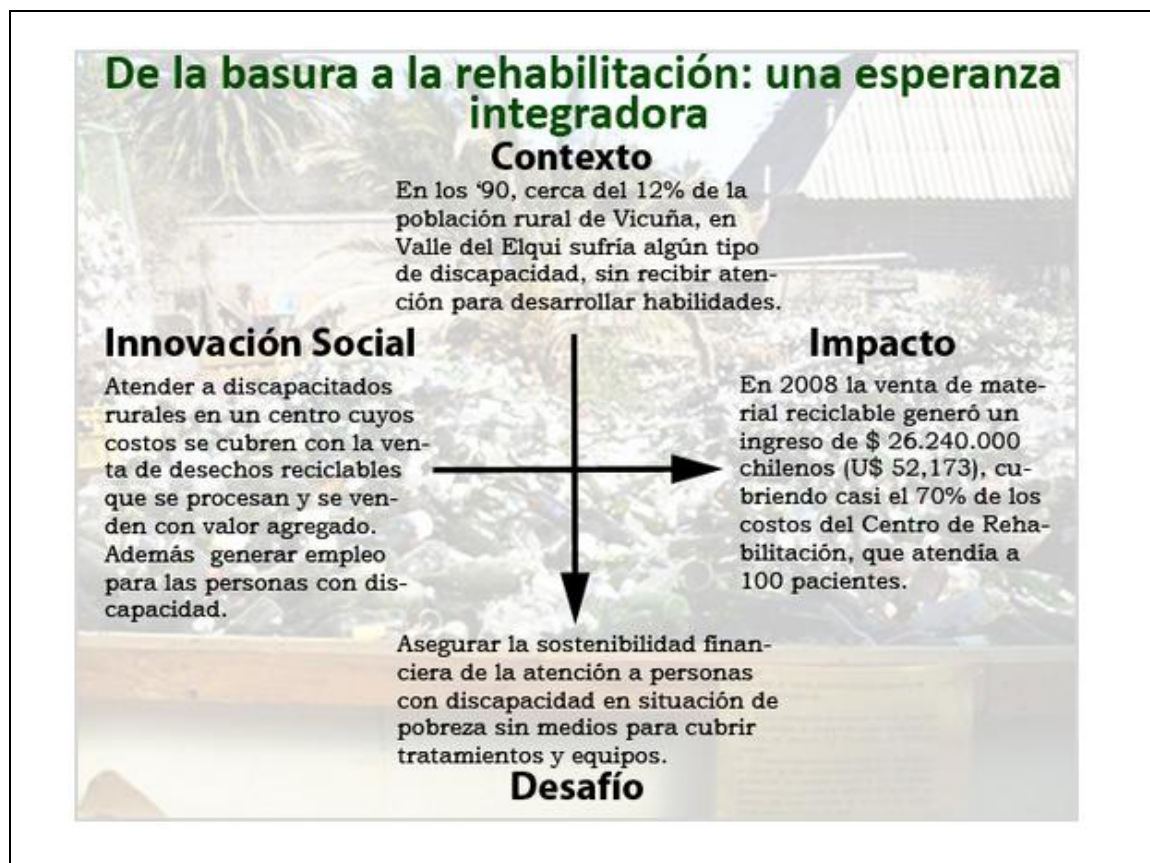 De la basura a la rehabilitación: una esperanza
integradora
Contexto
En los ‘90, cerca del 12% de la
población rural de Vicuña, en
Valle del Elqui sufría algún tipo
de discapacidad, sin recibir aten-
ción para desarrollar habilidades.
Innovación Social
Atender a discapacitados
rurales en un centro cuyos
costos se cubren con la ven-
ta de desechos reciclables
que se procesan y se ven-
den con valor agregado.
Además generar empleo
para las personas con dis-
capacidad.
Impacto
En 2008 la venta de mate-
rial reciclable generó un
ingreso de $ 26.240.000
chilenos (U$ 52,173), cu-
briendo casi el 70% de los
costos del Centro de Reha-
bilitación, que atendía a
100 pacientes.
Asegurar la sostenibilidad finan-
ciera de la atención a personas
con discapacidad en situación de
pobreza sin medios para cubrir
tratamientos y equipos.
Desafío